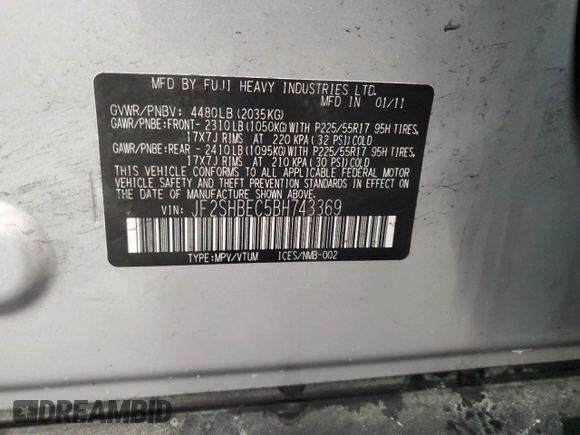 MFD BY FUJI HEAVY INDUSTRIES LTD.
MFD IN 01/11
GVWR/PNBV: 4480LB (2035KG)
GAWR/PNBE:FRONT- 2310LB (1050KG)WITH P225/55R17 95H TIRES,
17X7J RIMS AT 220 KPA (32 PSI)COLD
GAWR/PNBE:REAR - 2410LB (1095KG)WITH P225/55R17 95H TIRES,
17X7J RIMS AT 210 KPA (30 PSI)COLD
THIS VEHICLE CONFORMS TO ALL APPLICABLE FEDERAL MOTOR
VEHICLE SAFETY BUMPER AND THEFT PREVENTION STANDARDS IN EFFECT ON
THE DATE OF MANUFACTURE SHOWN ABOVE.
VIN: JF2SHBEC5BH743369
TYPE:MPV/VTUM ICES/NMB-002
DREAMBID